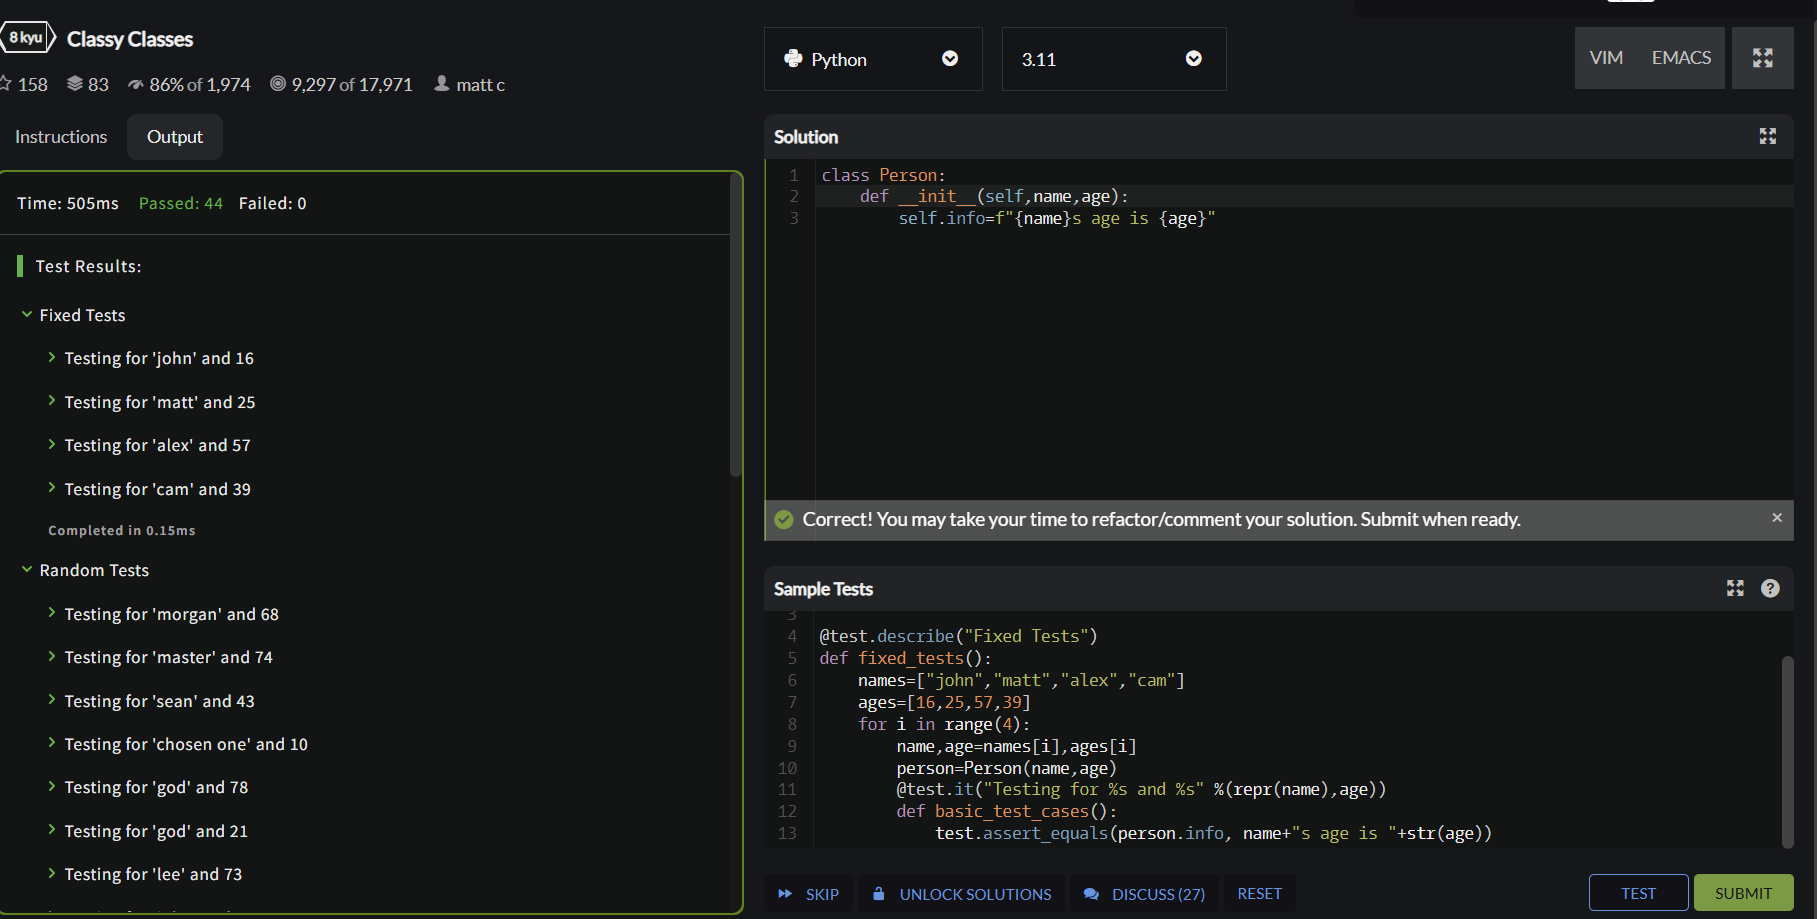 8 kyu Classy Classes
158 83 86% of 1,974 9,297 of 17,971 matt c
Instructions Output
Time: 505ms Passed: 44 Failed: 0
Test Results:
Fixed Tests
Testing for 'john' and 16
Testing for 'matt' and 25
Testing for 'alex' and 57
Testing for 'cam' and 39
Completed in 0.15ms
Random Tests
Testing for 'morgan' and 68
Testing for 'master' and 74
Testing for 'sean' and 43
Testing for 'chosen one' and 10
Testing for 'god' and 78
Testing for 'god' and 21
Testing for 'lee' and 73
Python 3.11 VIM EMACS
Solution
1 class Person:
2     def __init__(self,name,age):
3         self.info=f"{name}s age is {age}"
Correct! You may take your time to refactor/comment your solution. Submit when ready. ×
Sample Tests ?
3
4 @test.describe("Fixed Tests")
5 def fixed_tests():
6     names=["john","matt","alex","cam"]
7     ages=[16,25,57,39]
8     for i in range(4):
9         name,age=names[i],ages[i]
10         person=Person(name,age)
11         @test.it("Testing for %s and %s" %(repr(name),age))
12         def basic_test_cases():
13             test.assert_equals(person.info, name+"s age is "+str(age))
SKIP UNLOCK SOLUTIONS DISCUSS (27) RESET TEST SUBMIT